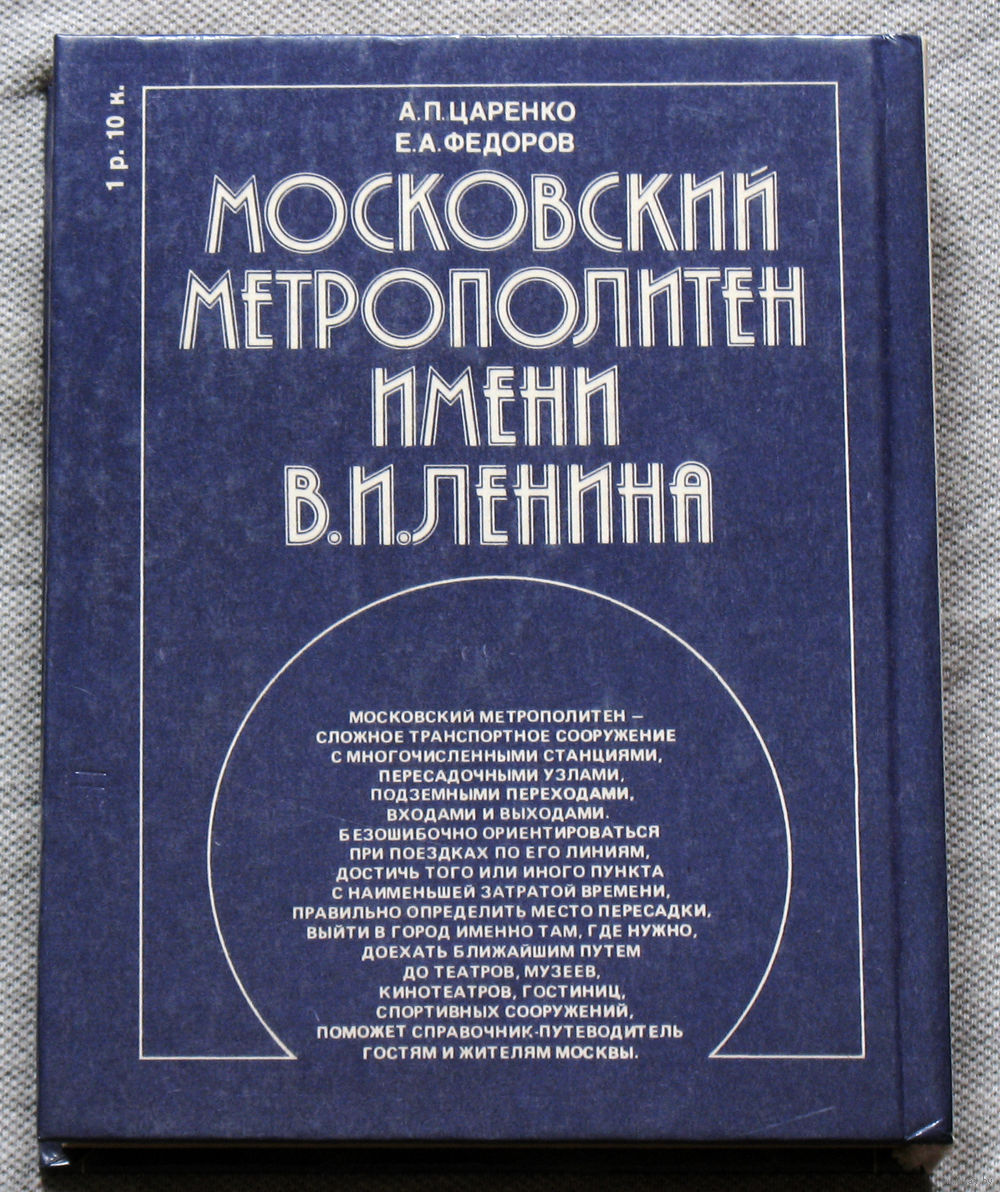 1 р. 10 к.
А.П.ЦАРЕНКО
Е.А.ФЕДОРОВ
МОСКОВСКИЙ
МЕТРОПОЛИТЕН
ИМЕНИ
В.И.ЛЕНИНА
МОСКОВСКИЙ МЕТРОПОЛИТЕН –
СЛОЖНОЕ ТРАНСПОРТНОЕ СООРУЖЕНИЕ
С МНОГОЧИСЛЕННЫМИ СТАНЦИЯМИ,
ПЕРЕСАДОЧНЫМИ УЗЛАМИ,
ПОДЗЕМНЫМИ ПЕРЕХОДАМИ,
ВХОДАМИ И ВЫХОДАМИ.
БЕЗОШИБОЧНО ОРИЕНТИРОВАТЬСЯ
ПРИ ПОЕЗДКАХ ПО ЕГО ЛИНИЯМ,
ДОСТИЧЬ ТОГО ИЛИ ИНОГО ПУНКТА
С НАИМЕНЬШЕЙ ЗАТРАТОЙ ВРЕМЕНИ,
ПРАВИЛЬНО ОПРЕДЕЛИТЬ МЕСТО ПЕРЕСАДКИ,
ВЫЙТИ В ГОРОД ИМЕННО ТАМ, ГДЕ НУЖНО,
ДОЕХАТЬ БЛИЖАЙШИМ ПУТЕМ
ДО ТЕАТРОВ, МУЗЕЕВ,
КИНОТЕАТРОВ, ГОСТИНИЦ,
СПОРТИВНЫХ СООРУЖЕНИЙ,
ПОМОЖЕТ СПРАВОЧНИК-ПУТЕВОДИТЕЛЬ
ГОСТЯМ И ЖИТЕЛЯМ МОСКВЫ.